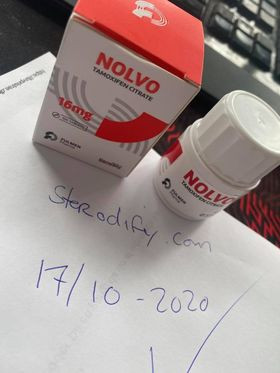 NOLVO
TAMOXIFEN CITRATE
16mg
NOLVO
TAMOXIFEN CITRATE
Sterodify.com
17/10-2020